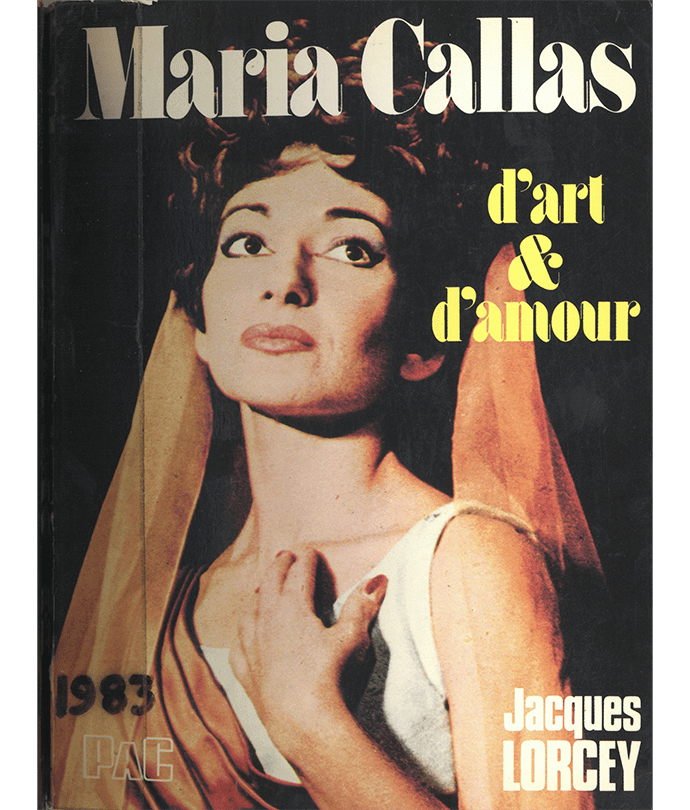 Maria Callas
d'art
&
d'amour
1983
PAC
Jacques
LORCEY